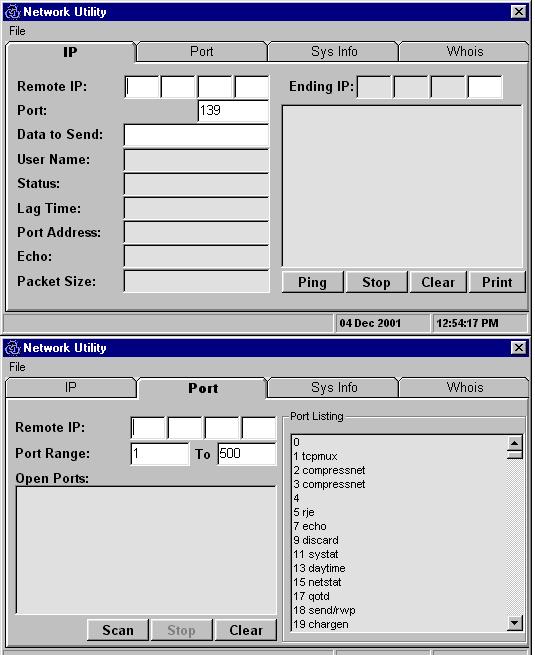 Network Utility
File
IP Port Sys Info Whois
Remote IP: Ending IP:
Port: 139
Data to Send:
User Name:
Status:
Lag Time:
Port Address:
Echo:
Packet Size:
Ping Stop Clear Print
04 Dec 2001 12:54:17 PM
Network Utility
File
IP Port Sys Info Whois
Remote IP:
Port Range: 1 To 500
Open Ports:
Scan Stop Clear
Port Listing
0
1 tcpmux
2 compressnet
3 compressnet
4
5 rje
7 echo
9 discard
11 systat
13 daytime
15 netstat
17 qotd
18 send/rwp
19 chargen